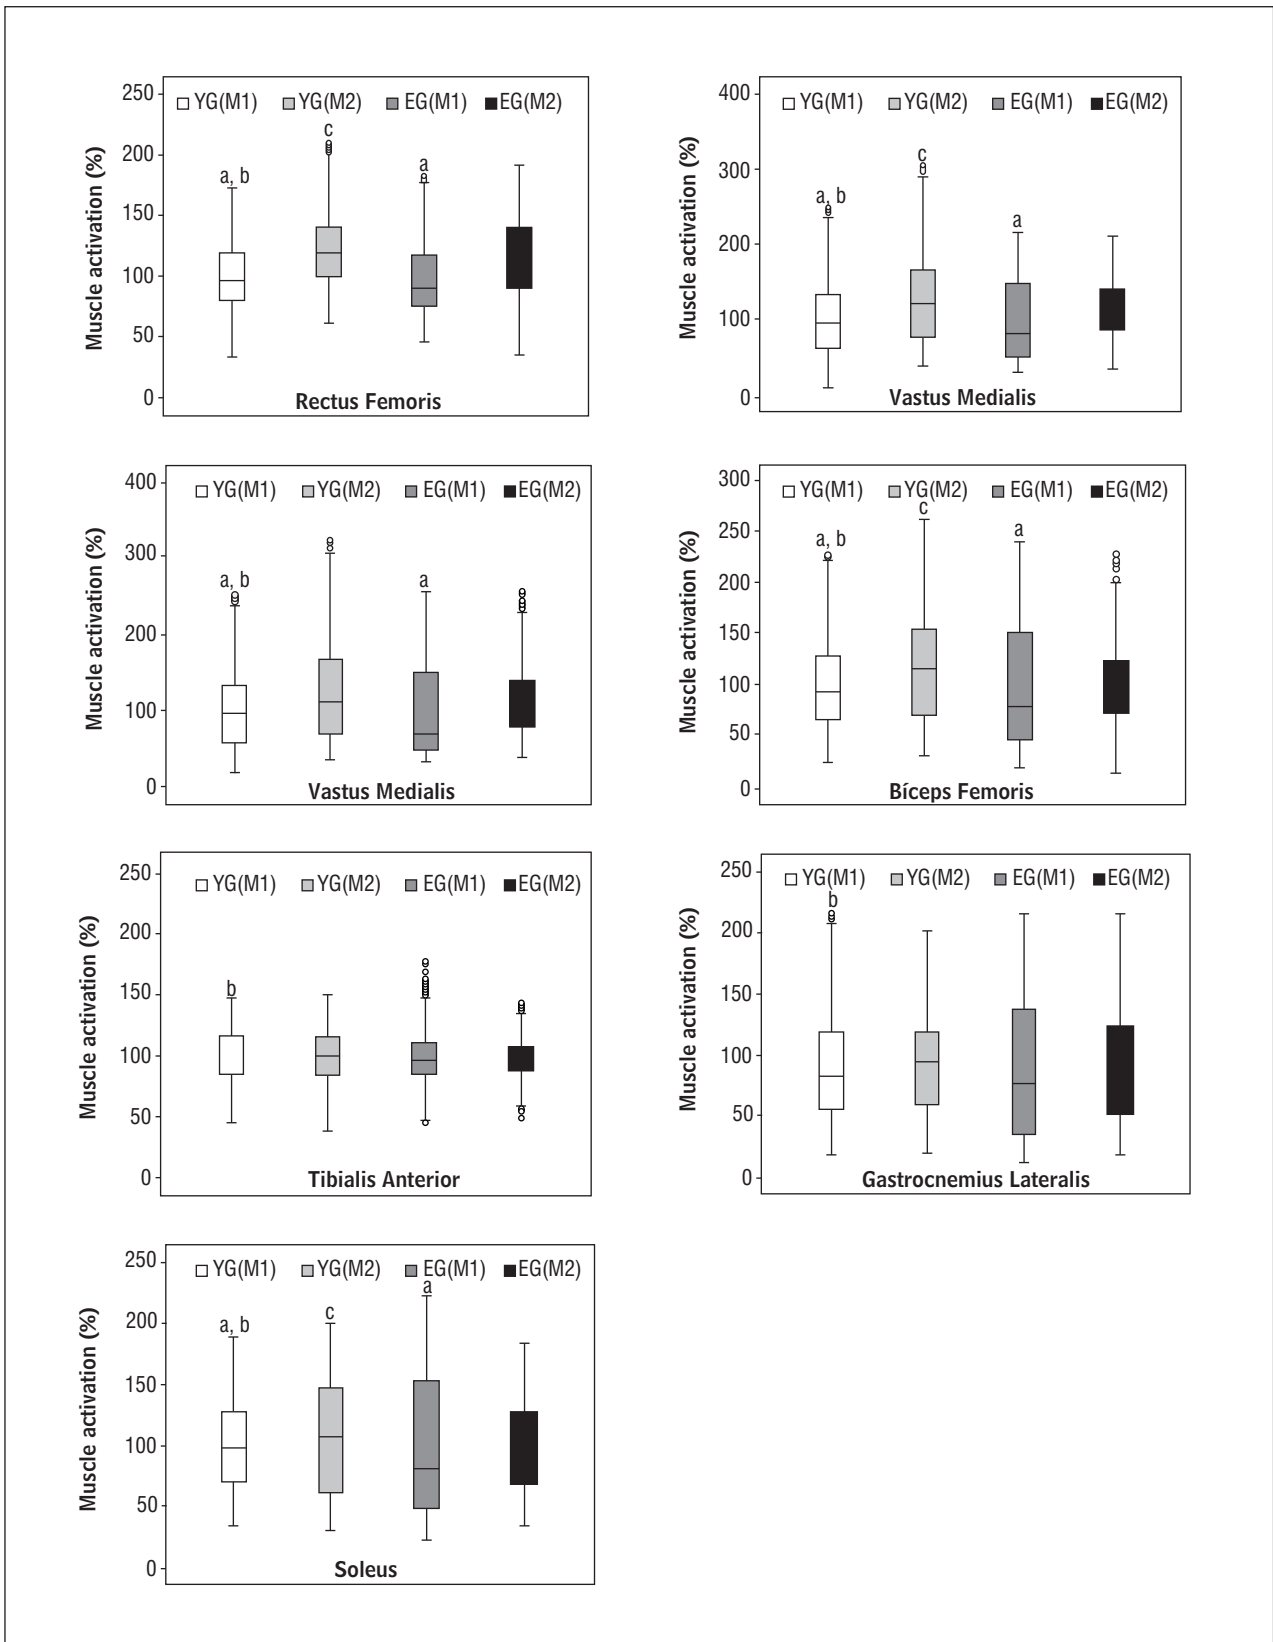 250
200
150
100
50
0
Muscle activation (%)
YG(M1) YG(M2) EG(M1) EG(M2)
a, b
c
a
Rectus Femoris
400
300
200
100
0
Muscle activation (%)
YG(M1) YG(M2) EG(M1) EG(M2)
a, b
c
a
Vastus Medialis
400
300
200
100
0
Muscle activation (%)
YG(M1) YG(M2) EG(M1) EG(M2)
a, b
a
Vastus Medialis
300
250
200
150
100
50
0
Muscle activation (%)
YG(M1) YG(M2) EG(M1) EG(M2)
a, b
c
a
Bíceps Femoris
250
200
150
100
50
0
Muscle activation (%)
YG(M1) YG(M2) EG(M1) EG(M2)
b
Tibialis Anterior
250
200
150
100
50
0
Muscle activation (%)
YG(M1) YG(M2) EG(M1) EG(M2)
b
Gastrocnemius Lateralis
250
200
150
100
50
0
Muscle activation (%)
YG(M1) YG(M2) EG(M1) EG(M2)
a, b
c
a
Soleus